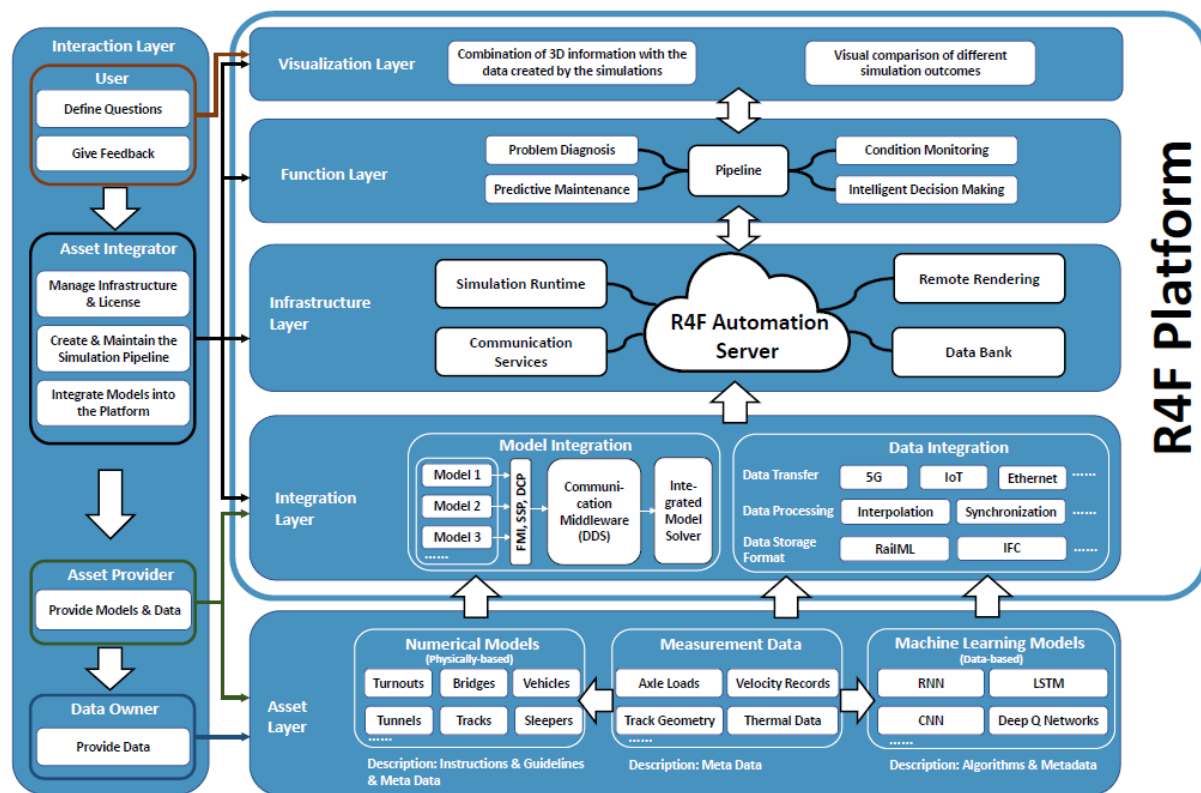 Interaction Layer
User
Define Questions
Give Feedback
Asset Integrator
Manage Infrastructure
& License
Create & Maintain the
Simulation Pipeline
Integrate Models into
the Platform
Asset Provider
Provide Models & Data
Data Owner
Provide Data
R4F Platform
Visualization Layer
Combination of 3D information with the
data created by the simulations
Visual comparison of different
simulation outcomes
Function Layer
Problem Diagnosis
Predictive Maintenance
Pipeline
Condition Monitoring
Intelligent Decision Making
Infrastructure
Layer
Simulation Runtime
Communication
Services
R4F Automation
Server
Remote Rendering
Data Bank
Integration
Layer
Model Integration
Model 1
Model 2
Model 3
......
FMI, SSP, DCP
Communi-
cation
Middleware
(DDS)
Inte-
grated
Model
Solver
Data Integration
Data Transfer
5G
IoT
Ethernet
......
Data Processing
Interpolation
Synchronization
......
Data Storage
Format
RailML
IFC
......
Asset
Layer
Numerical Models
(Physically-based)
Turnouts
Bridges
Vehicles
Tunnels
Tracks
Sleepers
......
Description: Instructions & Guidelines
& Meta Data
Measurement Data
Axle Loads
Velocity Records
Track Geometry
Thermal Data
......
Description: Meta Data
Machine Learning Models
(Data-based)
RNN
LSTM
CNN
Deep Q Networks
......
Description: Algorithms & Metadata